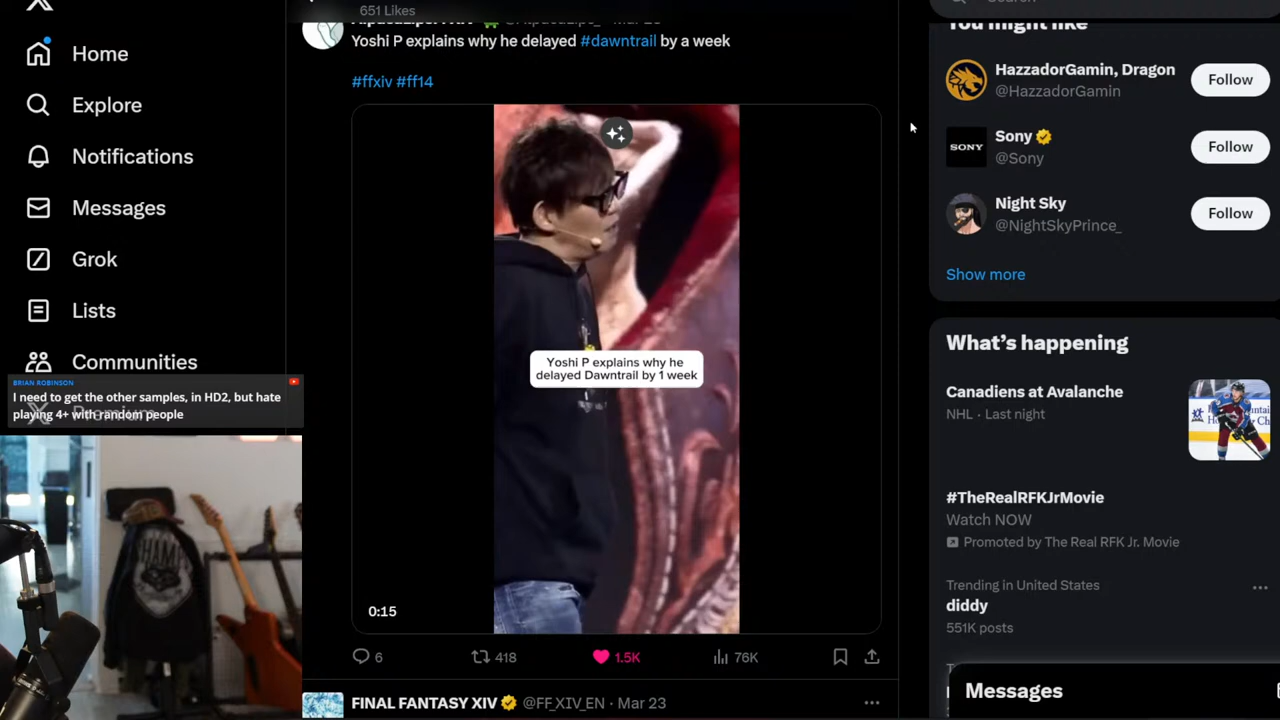 651 Likes
Yoshi P explains why he delayed #dawntrail by a week
#ffxiv #ff14
Yoshi P explains why he
delayed Dawntrail by 1 week
0:15
6
418
1.5K
76K
FINAL FANTASY XIV @FF_XIV_EN · Mar 23
Home
Explore
Notifications
Messages
Grok
Lists
Communities
BRIAN ROBINSON
I need to get the other samples, in HD2, but hate
playing 4+ with random people
CHAMP
You might like
HazzadorGamin, Dragon
@HazzadorGamin
Follow
SONY
Sony
@Sony
Follow
Night Sky
@NightSkyPrince_
Follow
Show more
What's happening
Canadiens at Avalanche
NHL · Last night
#TheRealRFKJrMovie
Watch NOW
Promoted by The Real RFK Jr. Movie
Trending in United States
diddy
551K posts
Messages